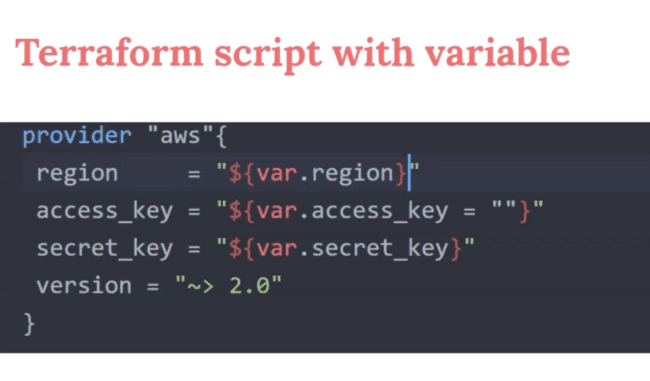 Terraform script with variable
provider "aws"{
region = "${var.region}"
access_key = "${var.access_key = ""}"
secret_key = "${var.secret_key}"
version = "~> 2.0"
}